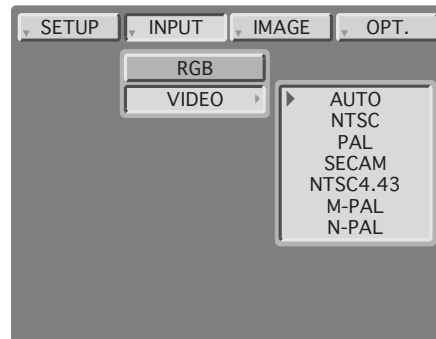 SETUP INPUT IMAGE OPT.
RGB
VIDEO AUTO
NTSC
PAL
SECAM
NTSC4.43
M-PAL
N-PAL